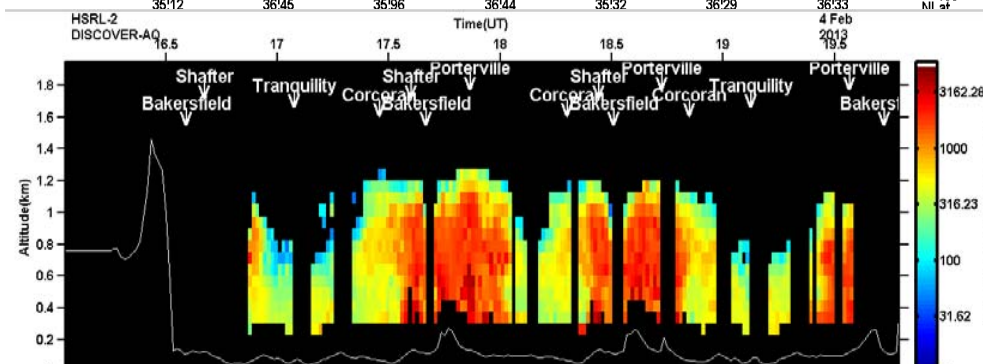 35'12 36'45 35'96 36'44 35'32 36'29 36'33
HSRL-2 Time(UT) 4 Feb
DISCOVER-AQ 2013
16.5 17 17.5 18 18.5 19 19.5
Shafter Shafter Porterville Shafter Porterville Porterville
Tranquility Tranquility
Bakersfield Corcoran Bakersfield Corcoran Bakersfield Corcoran Bakersf
1.8
1.6
1.4
1.2
1
0.8
0.6
0.4
0.2
Altitude(km)
3162.28
1000
316.23
100
31.62